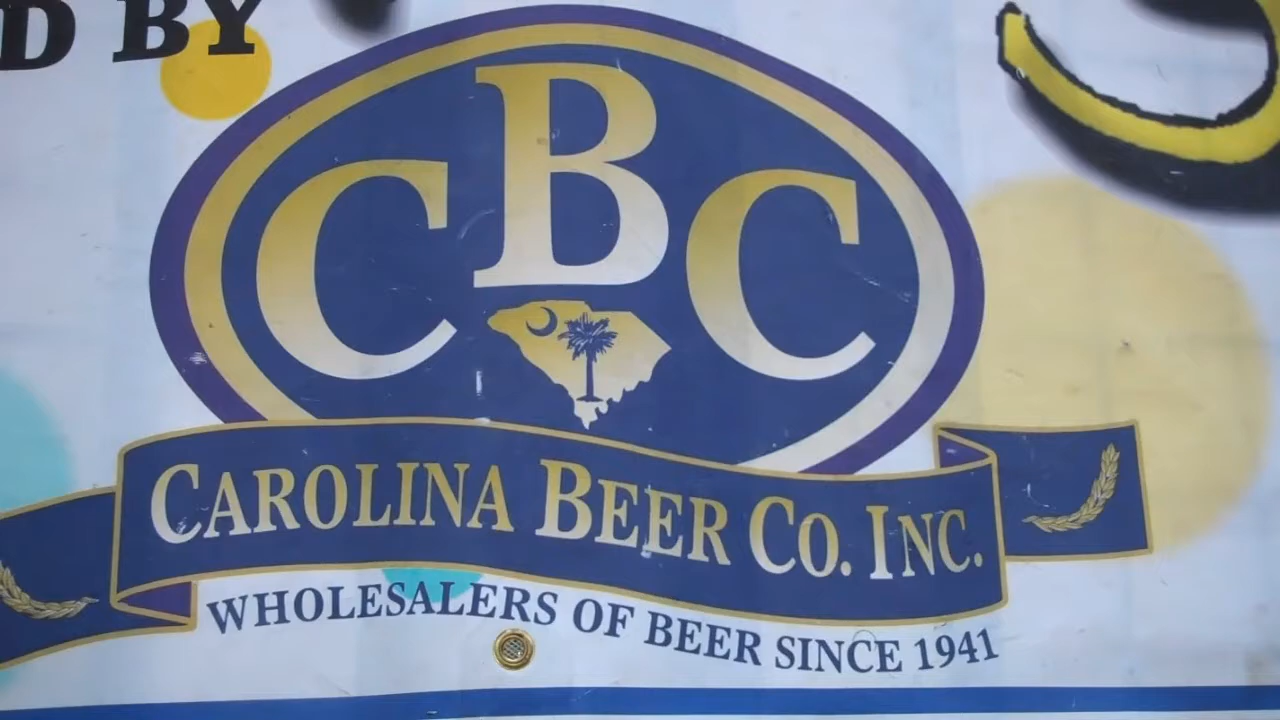 D BY
CBC
CAROLINA BEER CO. INC.
WHOLESALERS OF BEER SINCE 1941